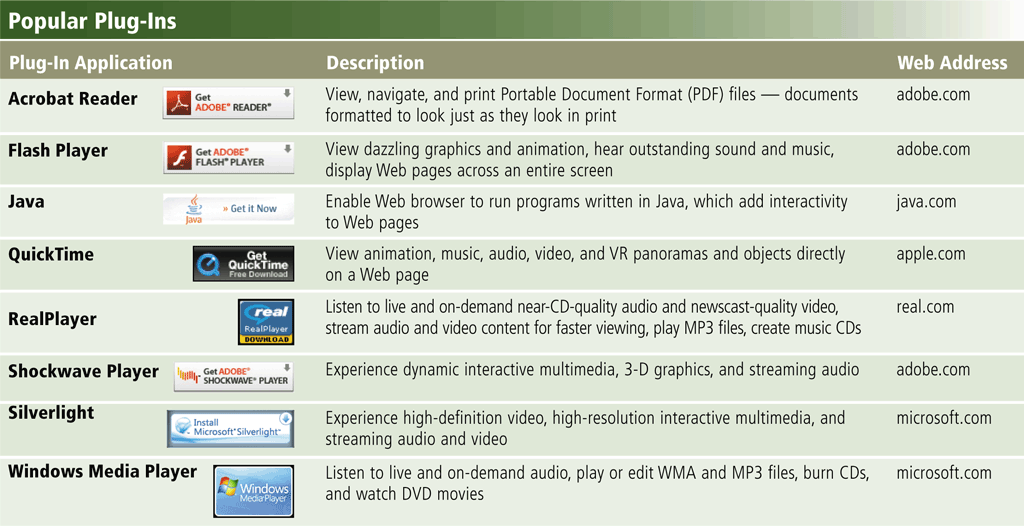 Popular Plug-Ins
Plug-In Application Description Web Address
Acrobat Reader
Get
ADOBE® READER®
View, navigate, and print Portable Document Format (PDF) files — documents
formatted to look just as they look in print
adobe.com
Flash Player
Get ADOBE®
FLASH® PLAYER
View dazzling graphics and animation, hear outstanding sound and music,
display Web pages across an entire screen
adobe.com
Java
Java
» Get it Now
Enable Web browser to run programs written in Java, which add interactivity
to Web pages
java.com
QuickTime
Get
QuickTime
Free Download
View animation, music, audio, video, and VR panoramas and objects directly
on a Web page
apple.com
RealPlayer
real
RealPlayer
DOWNLOAD
Listen to live and on-demand near-CD-quality audio and newscast-quality video,
stream audio and video content for faster viewing, play MP3 files, create music CDs
real.com
Shockwave Player
Get ADOBE®
SHOCKWAVE® PLAYER
Experience dynamic interactive multimedia, 3-D graphics, and streaming audio
adobe.com
Silverlight
Install
Microsoft® Silverlight™
Experience high-definition video, high-resolution interactive multimedia, and
streaming audio and video
microsoft.com
Windows Media Player
Windows
MediaPlayer
Listen to live and on-demand audio, play or edit WMA and MP3 files, burn CDs,
and watch DVD movies
microsoft.com